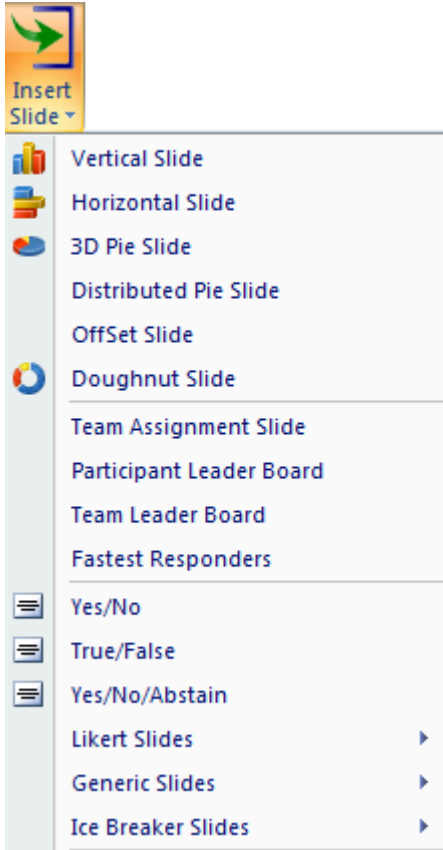 Insert
Slide
Vertical Slide
Horizontal Slide
3D Pie Slide
Distributed Pie Slide
OffSet Slide
Doughnut Slide
Team Assignment Slide
Participant Leader Board
Team Leader Board
Fastest Responders
Yes/No
True/False
Yes/No/Abstain
Likert Slides
Generic Slides
Ice Breaker Slides